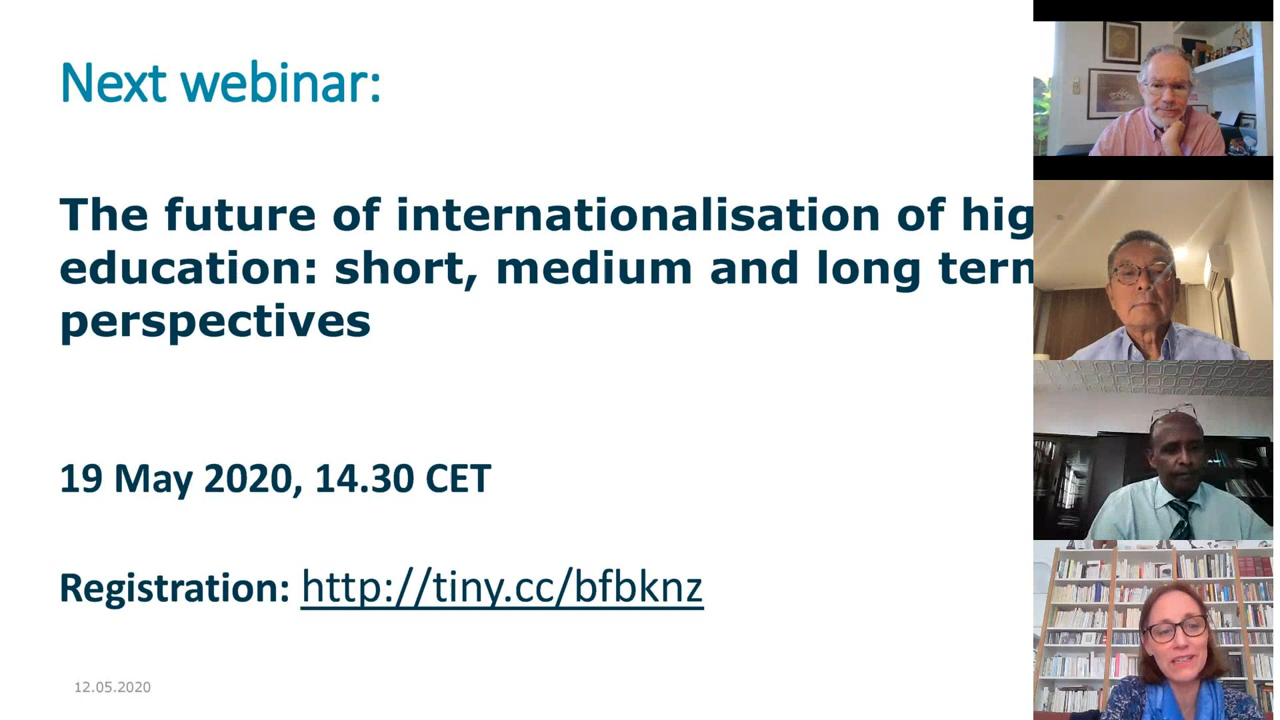 Next webinar:
The future of internationalisation of hig
education: short, medium and long term
perspectives
19 May 2020, 14.30 CET
Registration: http://tiny.cc/bfbknz
12.05.2020